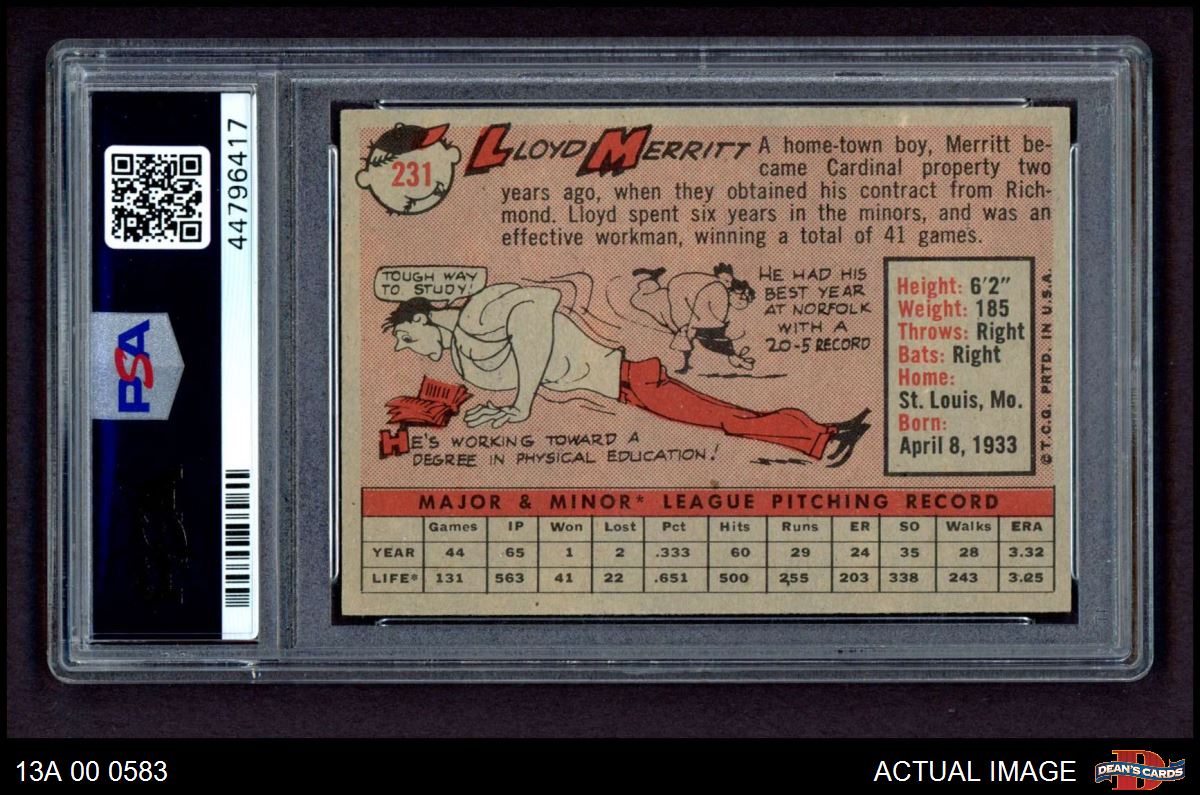 44796417
PSA
231
LLOYD MERRITT
A home-town boy, Merritt be-
came Cardinal property two
years ago, when they obtained his contract from Rich-
mond. Lloyd spent six years in the minors, and was an
effective workman, winning a total of 41 games.
TOUGH WAY
TO STUDY!
HE HAD HIS
BEST YEAR
AT NORFOLK
WITH A
20-5 RECORD
HE'S WORKING TOWARD A
DEGREE IN PHYSICAL EDUCATION!
Height: 6'2"
Weight: 185
Throws: Right
Bats: Right
Home:
St. Louis, Mo.
Born:
April 8, 1933
© T.C.G. PRTD. IN U.S.A.
MAJOR & MINOR* LEAGUE PITCHING RECORD
Games IP Won Lost Pct Hits Runs ER SO Walks ERA
YEAR 44 65 1 2 .333 60 29 24 35 28 3.32
LIFE* 131 563 41 22 .651 500 255 203 338 243 3.25
13A 00 0583
ACTUAL IMAGE
D
DEAN'S CARDS